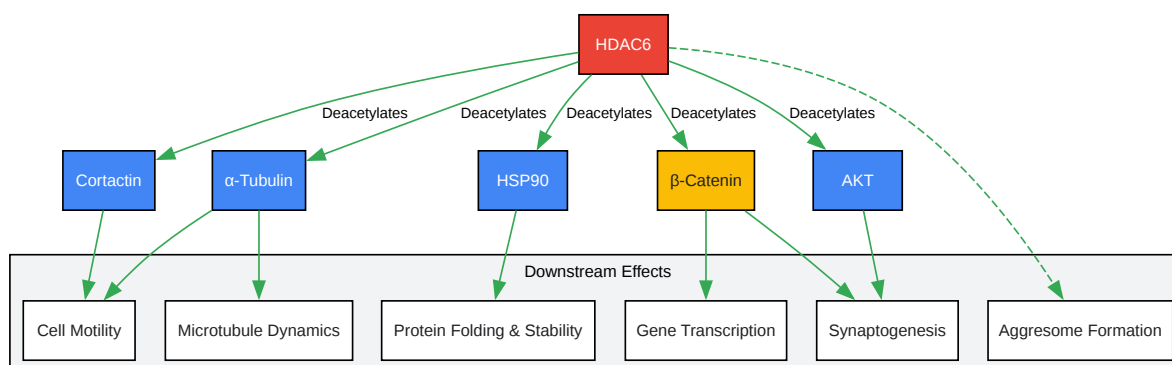 HDAC6
Deacetylates
Deacetylates
Deacetylates
Deacetylates
Deacetylates
Cortactin
α-Tubulin
HSP90
β-Catenin
AKT
Downstream Effects
Cell Motility
Microtubule Dynamics
Protein Folding & Stability
Gene Transcription
Synaptogenesis
Aggresome Formation